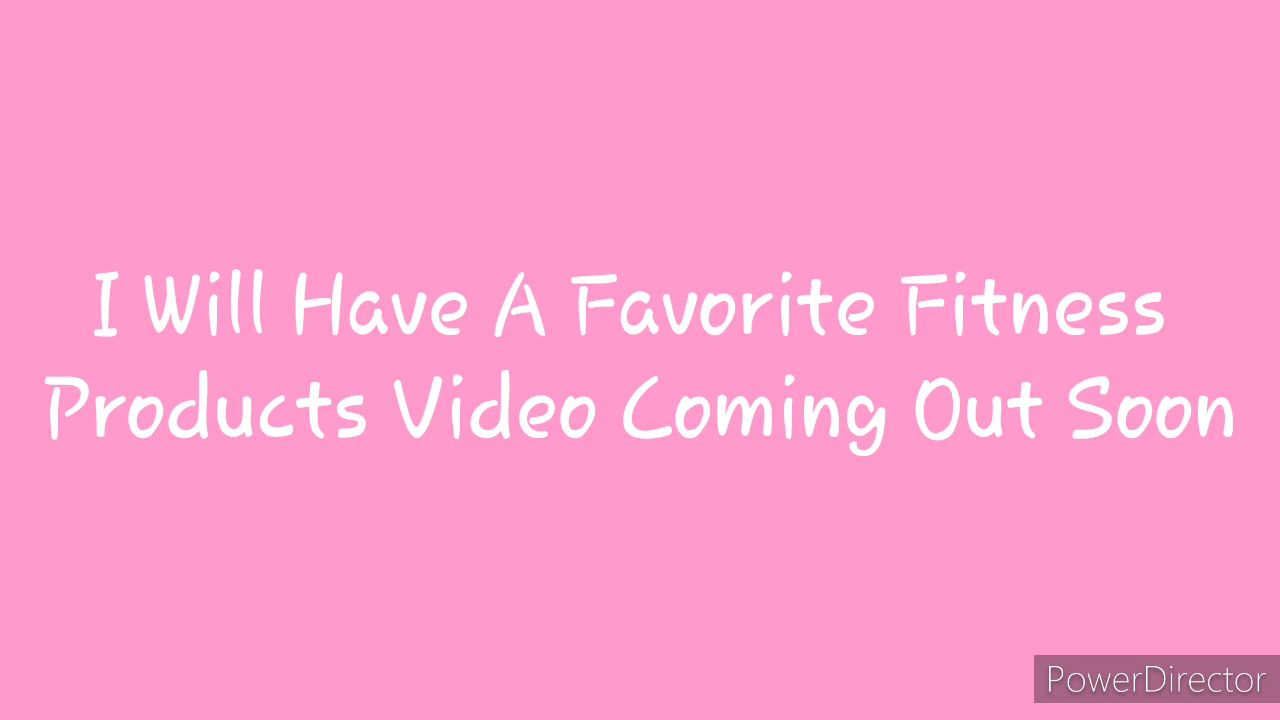 I Will Have A Favorite Fitness
Products Video Coming Out Soon
PowerDirector